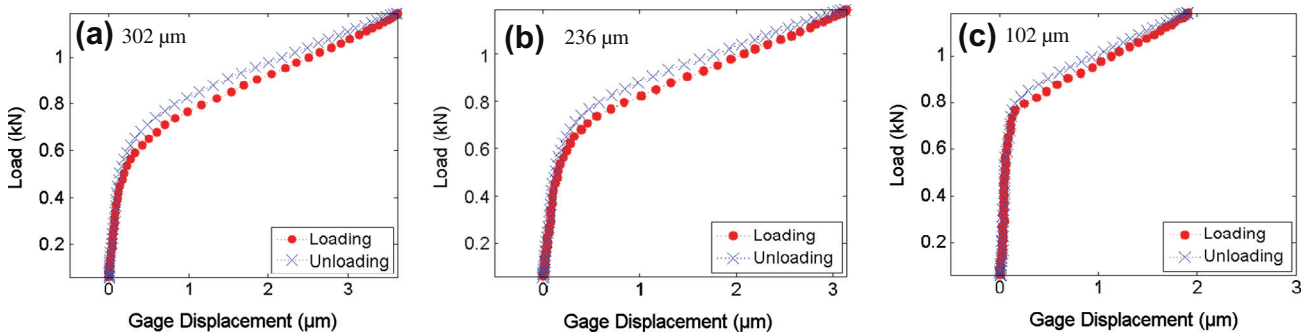 (a) 302 µm
Load (kN)
1
0.8
0.6
0.4
0.2
0 1 2 3
Gage Displacement (µm)
Loading
Unloading
(b) 236 µm
Load (kN)
1
0.8
0.6
0.4
0.2
0 1 2 3
Gage Displacement (µm)
Loading
Unloading
(c) 102 µm
Load (kN)
1
0.8
0.6
0.4
0.2
0 1 2 3
Gage Displacement (µm)
Loading
Unloading